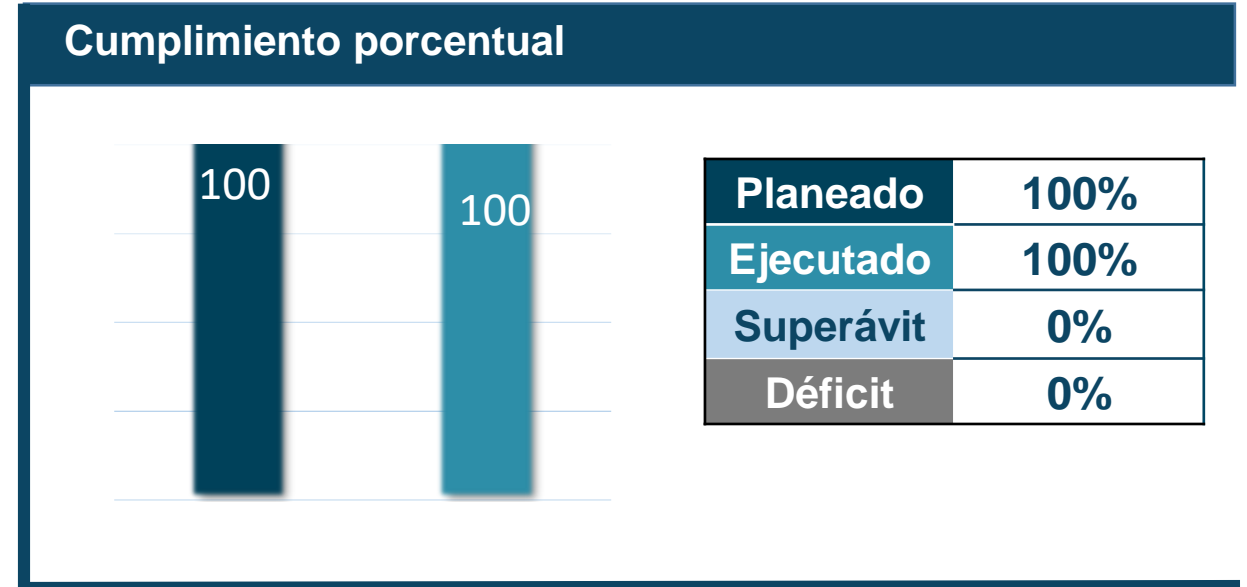 Cumplimiento porcentual
100
100
Planeado 100%
Ejecutado 100%
Superávit 0%
Déficit 0%